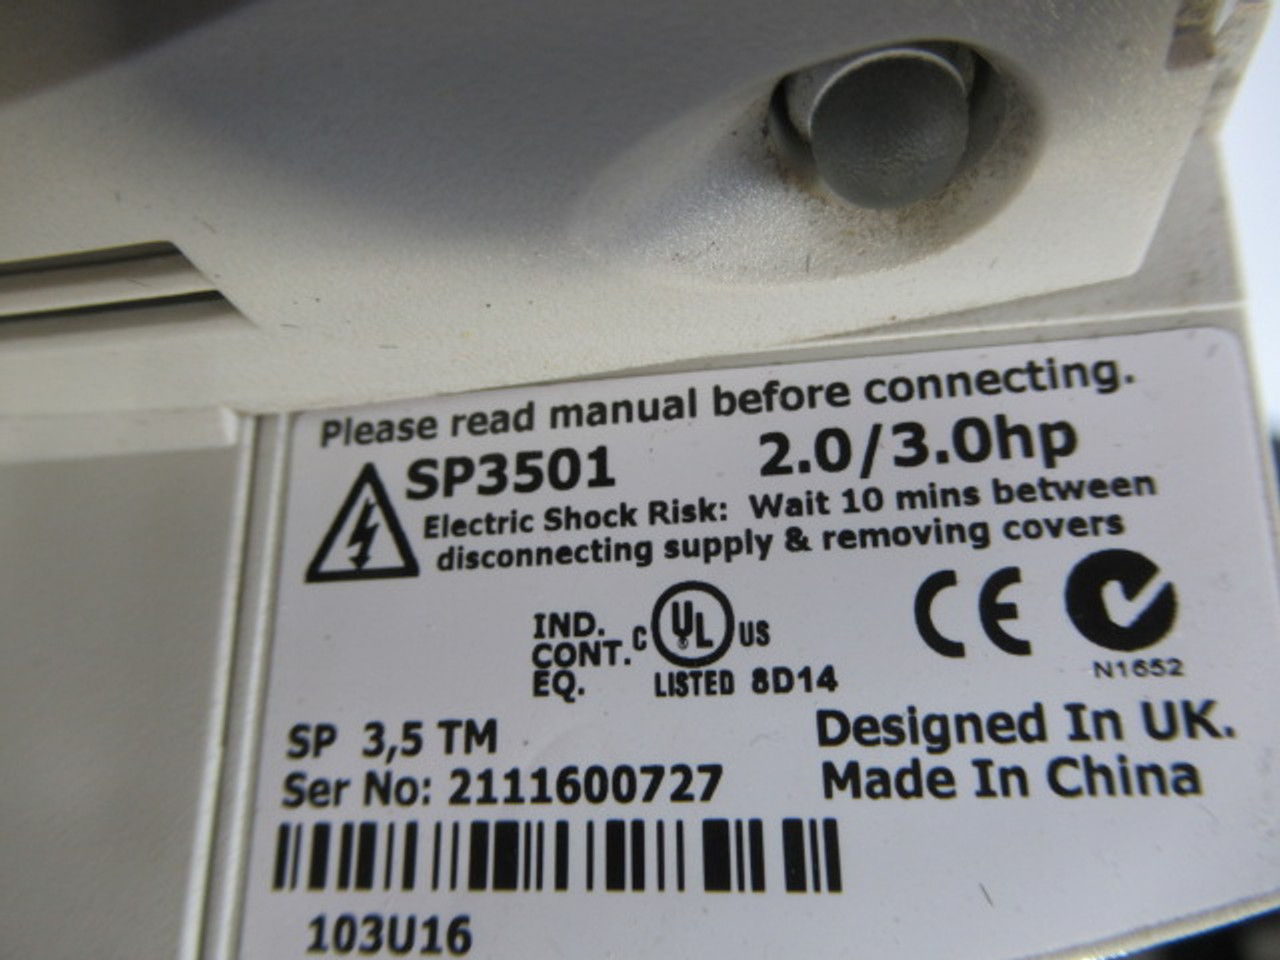 Please read manual before connecting.
SP3501 2.0/3.0hp
Electric Shock Risk: Wait 10 mins between
disconnecting supply & removing covers
IND.
CONT.
EQ.
C UL US
LISTED 8D14
CE
N1652
SP 3,5 TM
Ser No: 2111600727
Designed In UK.
Made In China
103U16